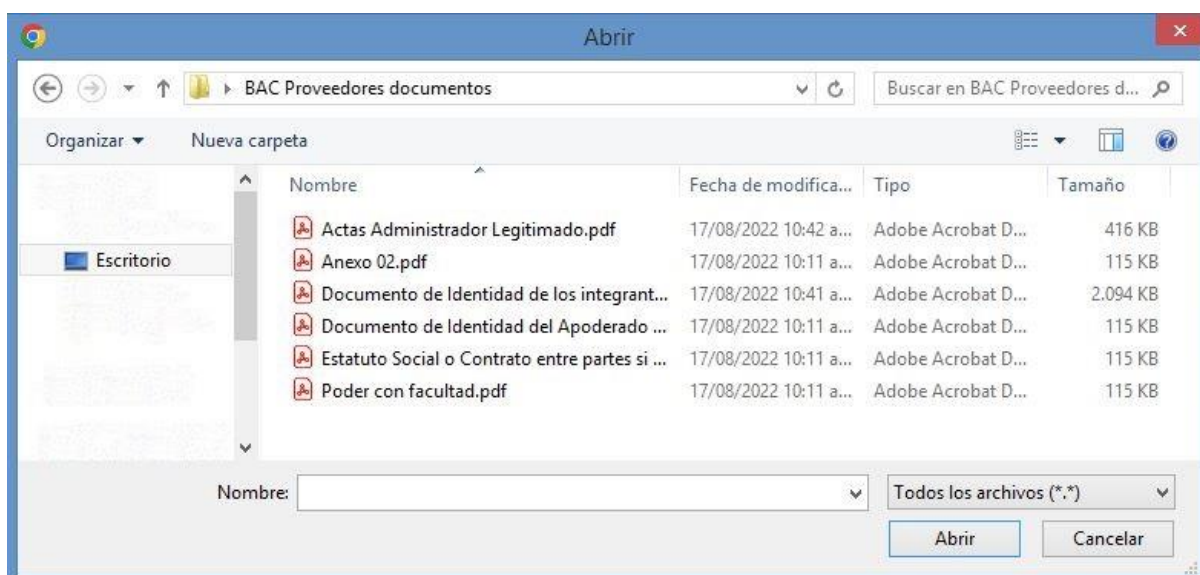 Abrir
BAC Proveedores documentos
Buscar en BAC Proveedores d...
Organizar
Nueva carpeta
Nombre Fecha de modifica... Tipo Tamaño
Actas Administrador Legitimado.pdf 17/08/2022 10:42 a... Adobe Acrobat D... 416 KB
Escritorio
Anexo 02.pdf 17/08/2022 10:11 a... Adobe Acrobat D... 115 KB
Documento de Identidad de los integrant... 17/08/2022 10:41 a... Adobe Acrobat D... 2.094 KB
Documento de Identidad del Apoderado ... 17/08/2022 10:11 a... Adobe Acrobat D... 115 KB
Estatuto Social o Contrato entre partes si ... 17/08/2022 10:11 a... Adobe Acrobat D... 115 KB
Poder con facultad.pdf 17/08/2022 10:11 a... Adobe Acrobat D... 115 KB
Nombre:
Todos los archivos (*.*)
Abrir
Cancelar